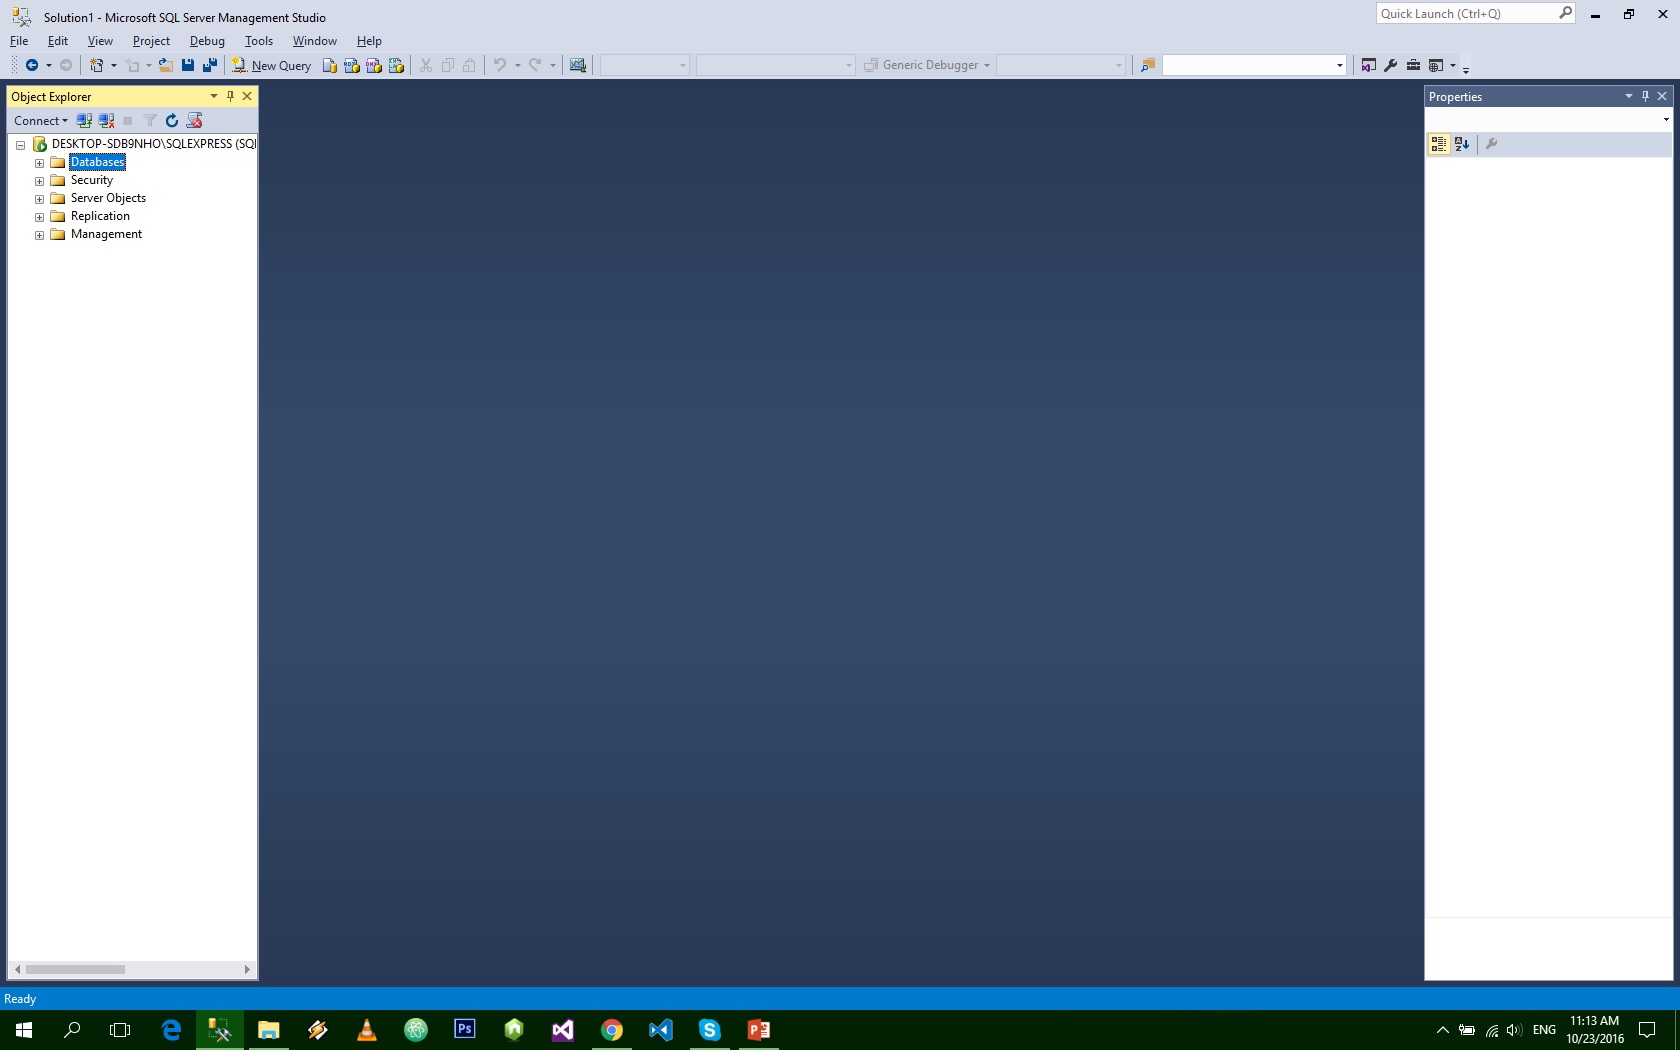 Solution1 - Microsoft SQL Server Management Studio
Quick Launch (Ctrl+Q)
File Edit View Project Debug Tools Window Help
New Query Generic Debugger
Object Explorer
Properties
Connect
DESKTOP-SDB9NHO\SQLEXPRESS (SQL
Databases
Security
Server Objects
Replication
Management
Ready
Ps
ENG
11:13 AM
10/23/2016